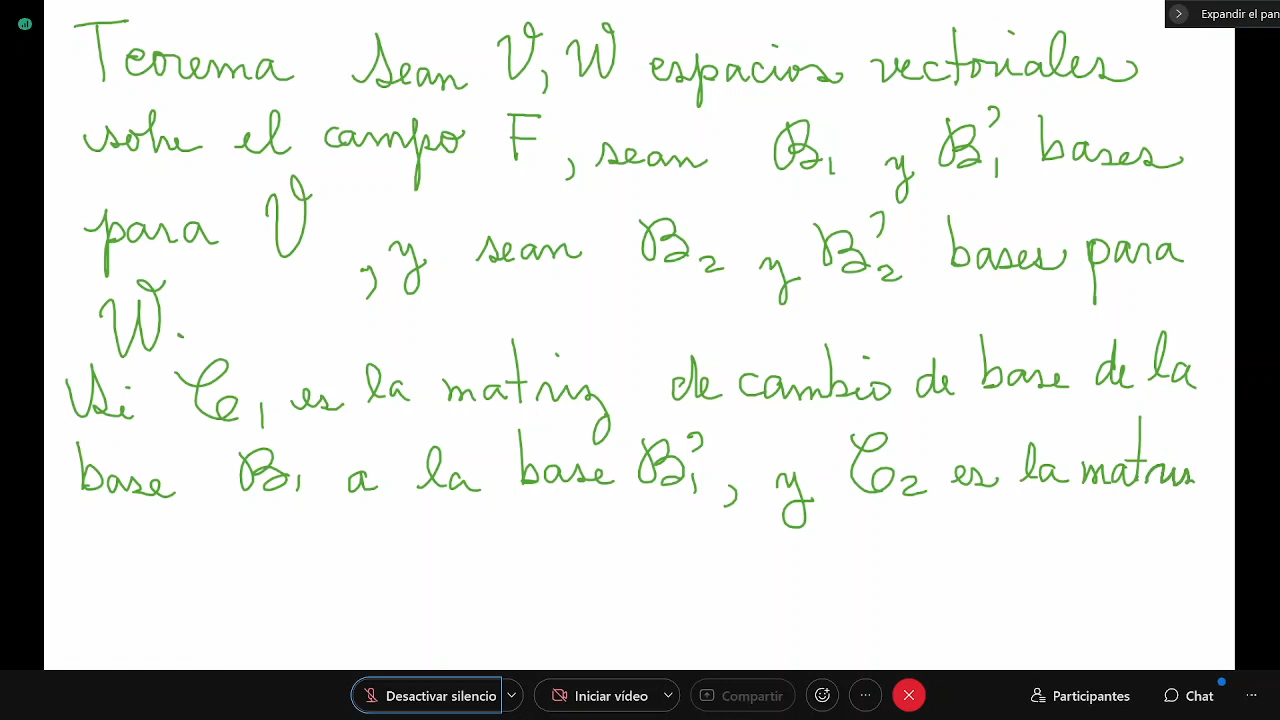 Expandir el pan
Teorema Sean V, W espacios vectoriales
sobre el campo F, sean B₁ y B₁' bases
para V, y sean B₂ y B₂' bases para
W.
Si C₁ es la matriz de cambio de base de la
base B₁ a la base B₁', y C₂ es la matriz
Desactivar silencio Iniciar vídeo Compartir Participantes Chat